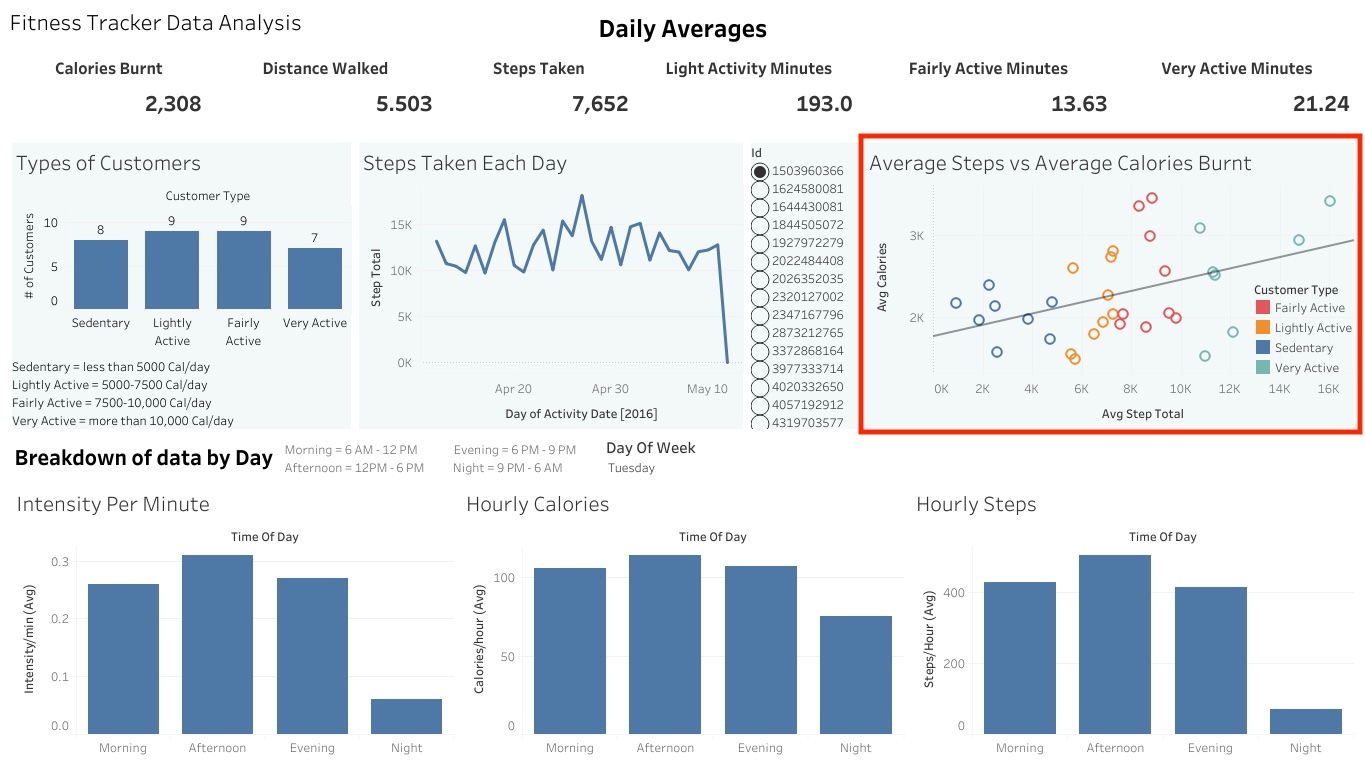 Fitness Tracker Data Analysis
Daily Averages
Calories Burnt Distance Walked Steps Taken Light Activity Minutes Fairly Active Minutes Very Active Minutes
2,308 5.503 7,652 193.0 13.63 21.24
Types of Customers
Customer Type
# of Customers
10
5
0
8 9 9 7
Sedentary Lightly Active Fairly Active Very Active
Sedentary = less than 5000 Cal/day
Lightly Active = 5000-7500 Cal/day
Fairly Active = 7500-10,000 Cal/day
Very Active = more than 10,000 Cal/day
Steps Taken Each Day
Step Total
15K
10K
5K
0K
Apr 20 Apr 30 May 10
Day of Activity Date [2016]
Id
1503960366
1624580081
1644430081
1844505072
1927972279
2022484408
2026352035
2320127002
2347167796
2873212765
3372868164
3977333714
4020332650
4057192912
4319703577
Average Steps vs Average Calories Burnt
Avg Calories
3K
2K
Customer Type
Fairly Active
Lightly Active
Sedentary
Very Active
0K 2K 4K 6K 8K 10K 12K 14K 16K
Avg Step Total
Breakdown of data by Day
Morning = 6 AM - 12 PM
Afternoon = 12PM - 6 PM
Evening = 6 PM - 9 PM
Night = 9 PM - 6 AM
Day Of Week
Tuesday
Intensity Per Minute
Time Of Day
Intensity/min (Avg)
0.3
0.2
0.1
0.0
Morning Afternoon Evening Night
Hourly Calories
Time Of Day
Calories/hour (Avg)
100
50
0
Morning Afternoon Evening Night
Hourly Steps
Time Of Day
Steps/Hour (Avg)
400
200
0
Morning Afternoon Evening Night